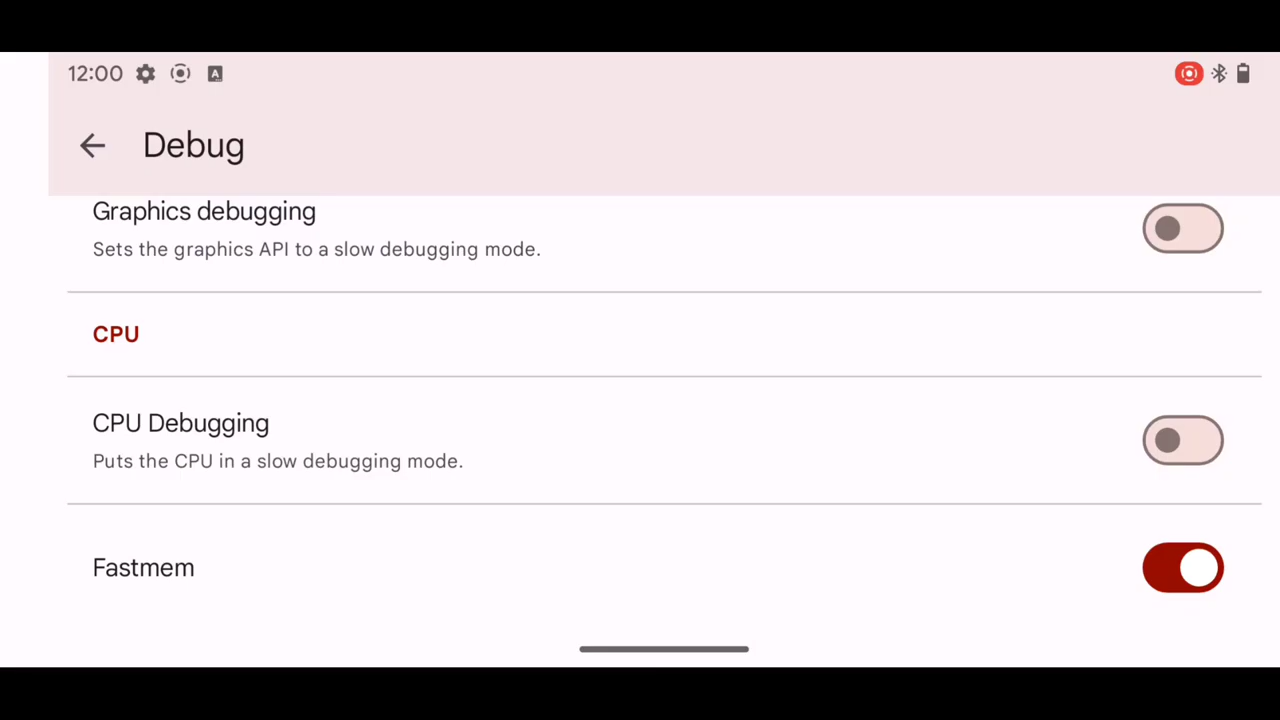 12:00
Debug
Graphics debugging
Sets the graphics API to a slow debugging mode.
CPU
CPU Debugging
Puts the CPU in a slow debugging mode.
Fastmem